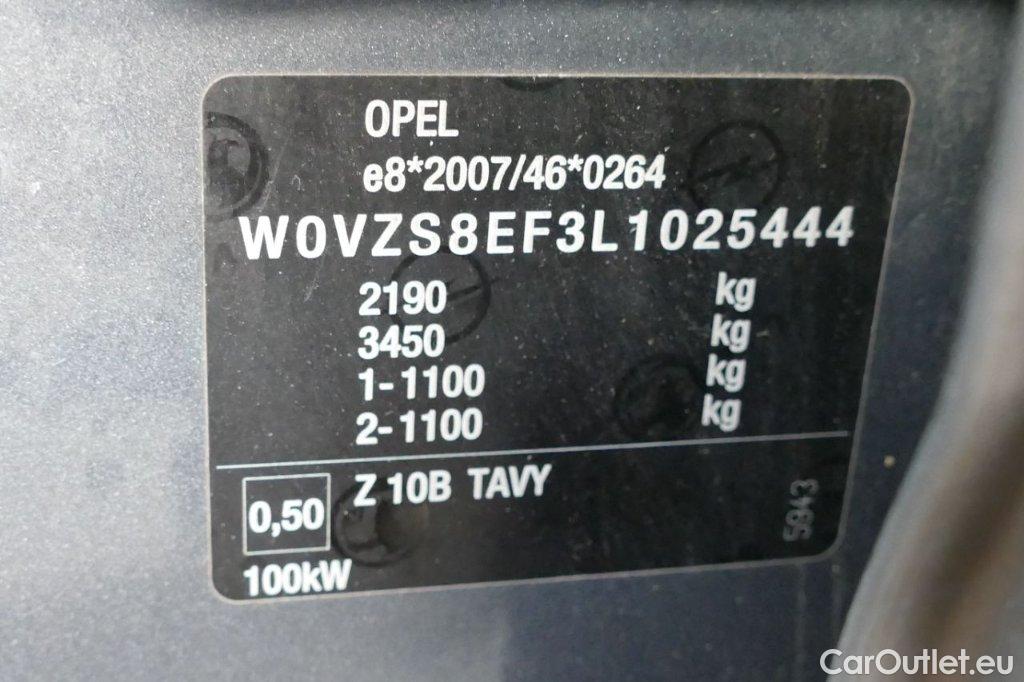 OPEL
e8*2007/46*0264
W0VZS8EF3L1025444
2190 kg
3450 kg
1-1100 kg
2-1100 kg
Z 10B TAVY
0,50
100kW
5943
CarOutlet.eu